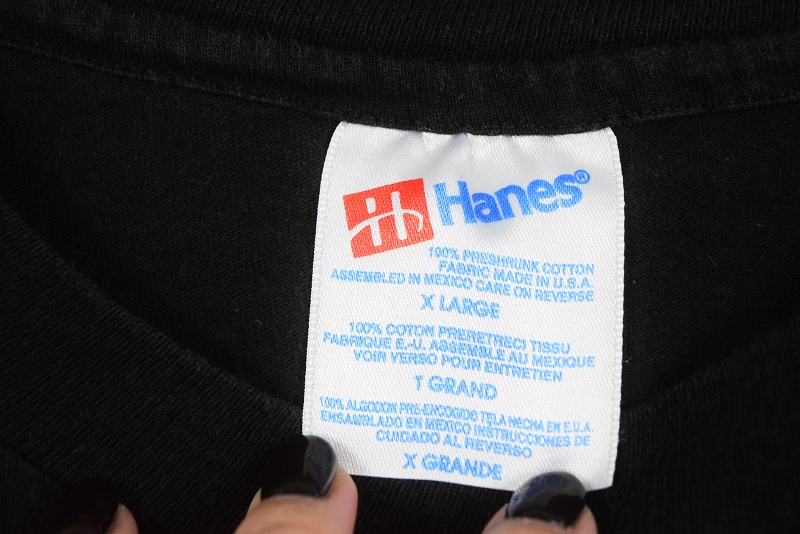 H Hanes®
100% PRESHRUNK COTTON
FABRIC MADE IN U.S.A.
ASSEMBLED IN MEXICO CARE ON REVERSE
X LARGE
100% COTON PRERETRECI TISSU
FABRIQUE E.-U. ASSEMBLE AU MEXIQUE
VOIR VERSO POUR ENTRETIEN
T GRAND
100% ALGODON PRE-ENCOGIDO TELA HECHA EN E.U.A.
ENSAMBLADO EN MEXICO INSTRUCCIONES DE
CUIDADO AL REVERSO
X GRANDE